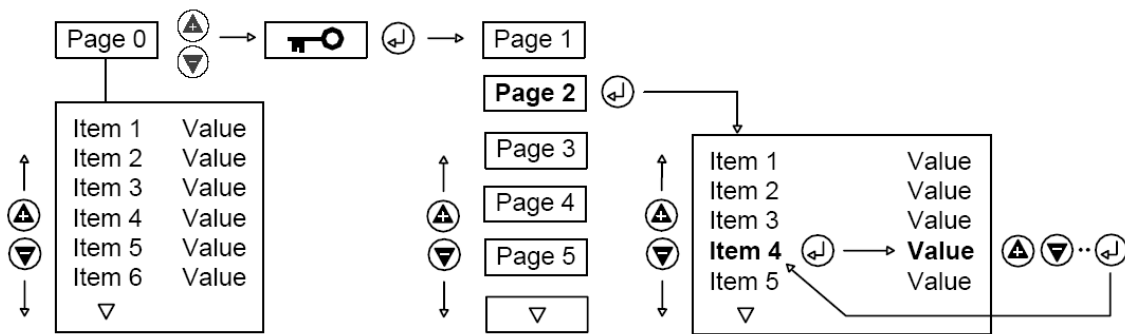 Page 0
Page 1
Page 2
Page 3
Page 4
Page 5
Item 1 Value
Item 2 Value
Item 3 Value
Item 4 Value
Item 5 Value
Item 6 Value
Item 1 Value
Item 2 Value
Item 3 Value
Item 4 Value
Item 5 Value